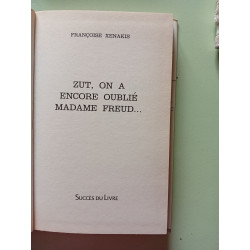 FRANÇOISE XENAKIS
ZUT, ON A
ENCORE OUBLIÉ
MADAME FREUD...
SUCCÈS DU LIVRE